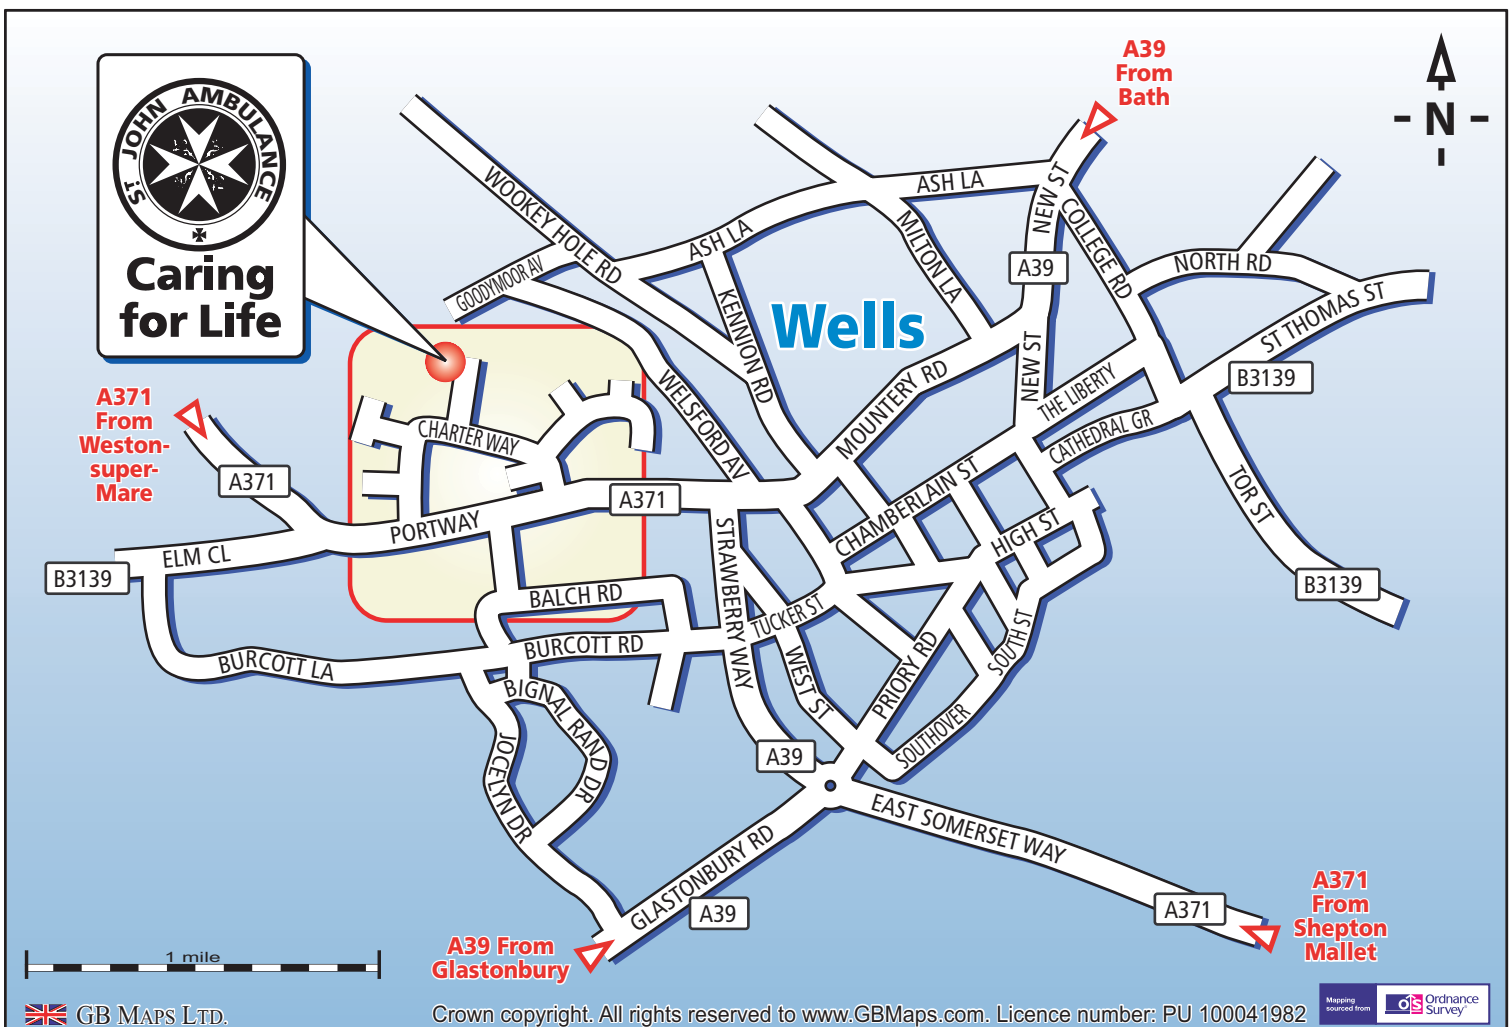 ST JOHN AMBULANCE
Caring
for Life
A39
From
Bath
N
WOOKEY HOLE RD
ASH LA
ASH LA
NEW ST
COLLEGE RD
MILTON LA
A39
NORTH RD
GOODYMOOR AV
KENNION RD
Wells
ST THOMAS ST
B3139
NEW ST
THE LIBERTY
MOUNTERY RD
CATHEDRAL GR
WELSFORD AV
A371
From
Weston-
super-
Mare
CHARTER WAY
A371
A371
PORTWAY
CHAMBERLAIN ST
HIGH ST
TOR ST
B3139
ELM CL
B3139
STRAWBERRY WAY
BALCH RD
TUCKER ST
BURCOTT RD
BURCOTT LA
WEST ST
PRIORY RD
SOUTH ST
SOUTHOVER
BIGNAL RAND DR
JOCELYN DR
A39
EAST SOMERSET WAY
GLASTONBURY RD
A39
A371
A371
From
Shepton
Mallet
A39 From
Glastonbury
1 mile
GB MAPS LTD.
Crown copyright. All rights reserved to www.GBMaps.com. Licence number: PU 100041982
Mapping
sourced from
OS
Ordnance
Survey